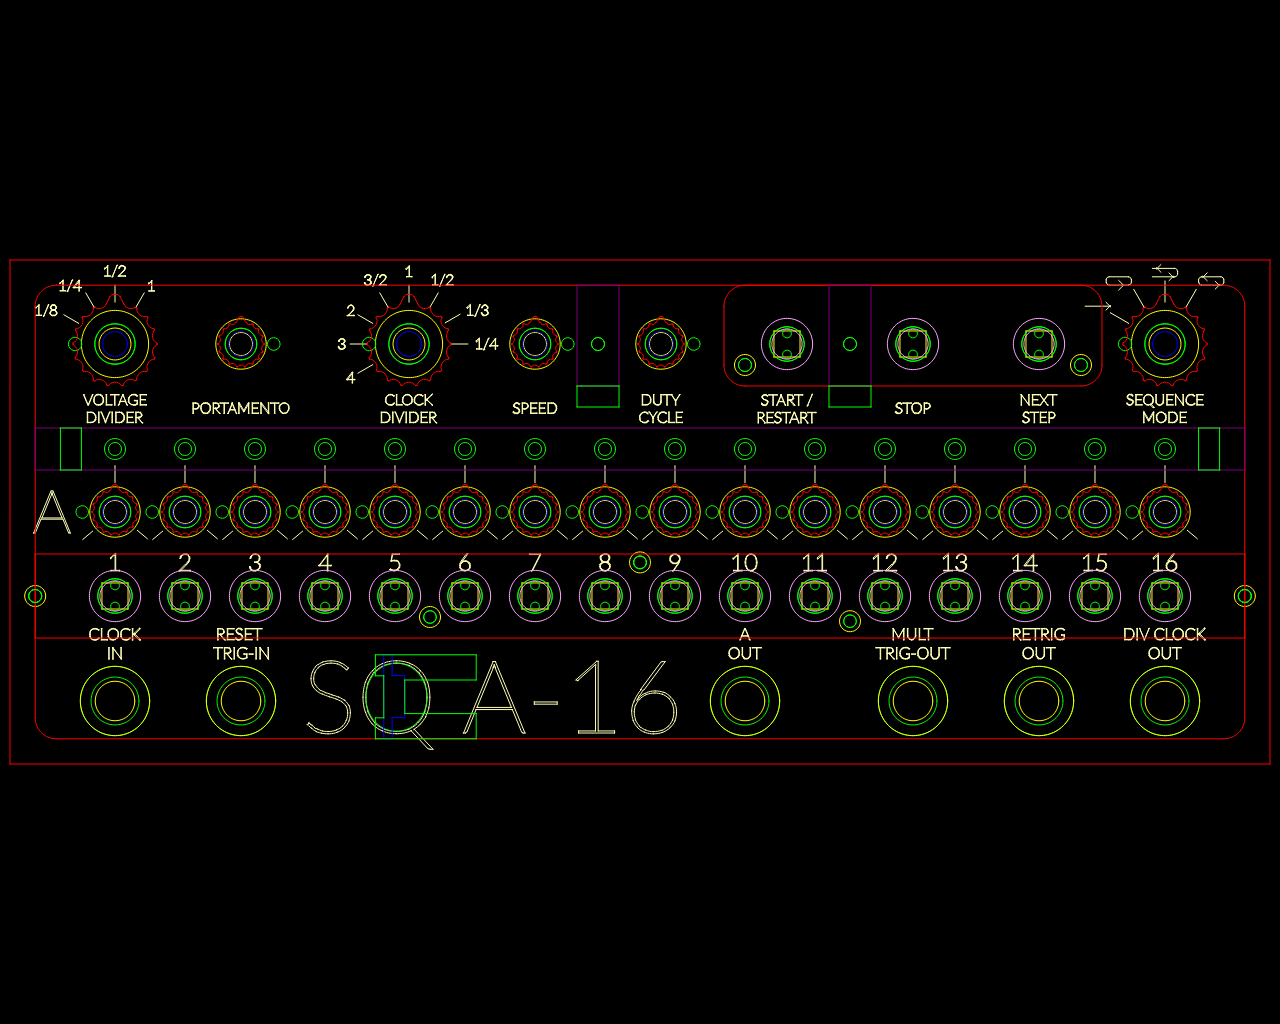 1/8 1/4 1/2 1
4 3 2 3/2 1 1/2 1/3 1/4
VOLTAGE
DIVIDER
PORTAMENTO
CLOCK
DIVIDER
SPEED
DUTY
CYCLE
START /
RESTART
STOP
NEXT
STEP
SEQUENCE
MODE
A
1 2 3 4 5 6 7 8 9 10 11 12 13 14 15 16
CLOCK
IN
RESET
TRIG-IN
A
OUT
MULT
TRIG-OUT
RETRIG
OUT
DIV CLOCK
OUT
SQA-16